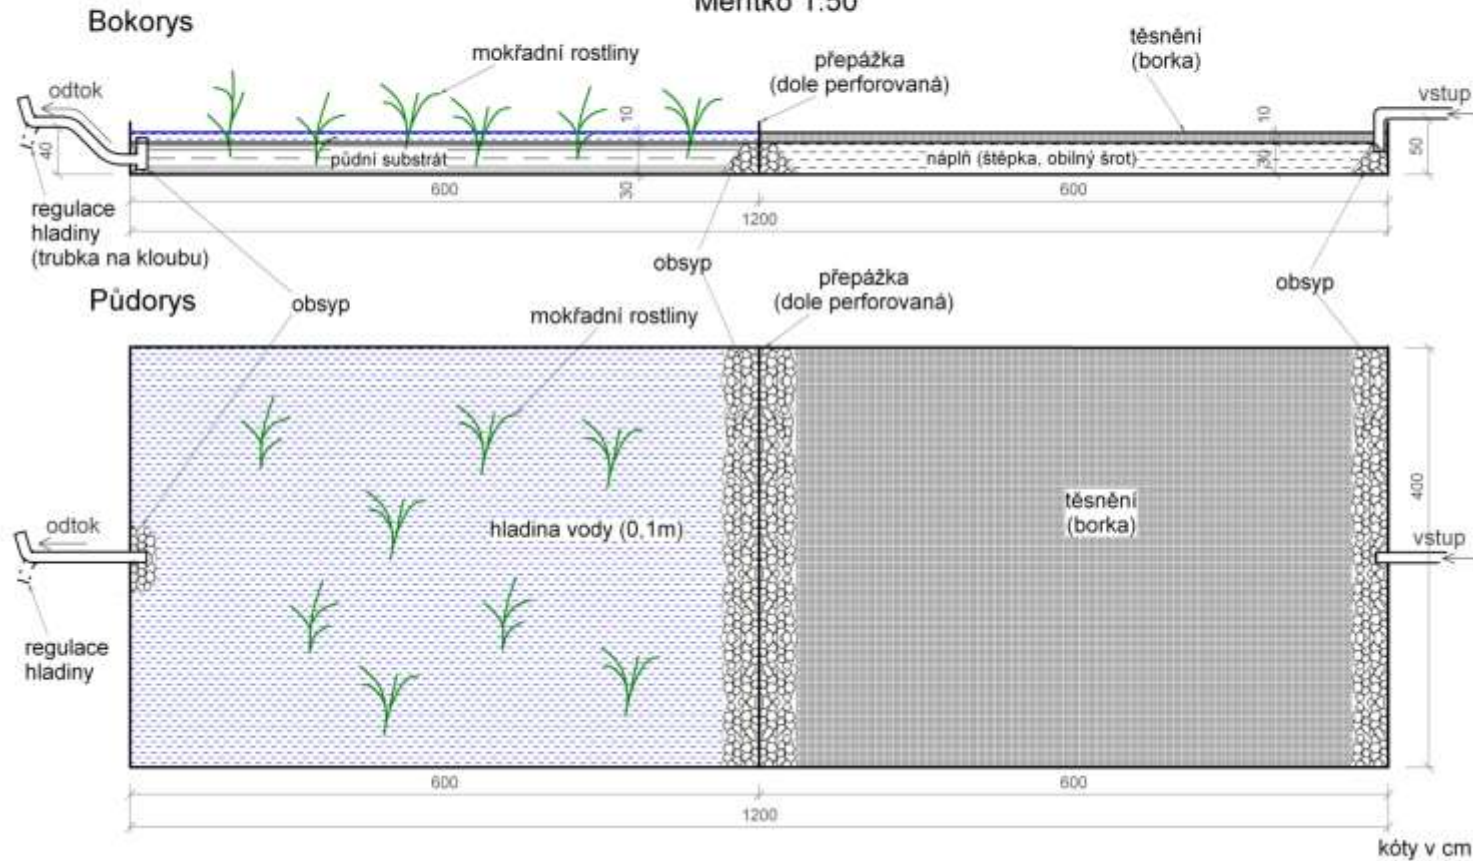 Měřítko 1:50
Bokorys
mokřadní rostliny
přepážka
(dole perforovaná)
těsnění
(borka)
odtok
vstup
10
10
40
půdní substrát
náplň (štěpka, obilný šrot)
30
50
600
30
600
1200
regulace
hladiny
(trubka na kloubu)
obsyp
obsyp
obsyp
Půdorys
mokřadní rostliny
přepážka
(dole perforovaná)
odtok
hladina vody (0,1m)
těsnění
(borka)
400
vstup
regulace
hladiny
600
600
1200
kóty v cm